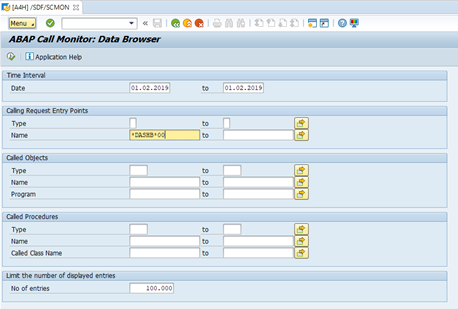 [A4H] /SDF/SCMON
Menu
ABAP Call Monitor: Data Browser
Application Help
Time Interval
Date 01.02.2019 to 01.02.2019
Calling Request Entry Points
Type to
Name *DASHB*00 to
Called Objects
Type to
Name to
Program to
Called Procedures
Type to
Name to
Called Class Name to
Limit the number of displayed entries
No of entries 100.000